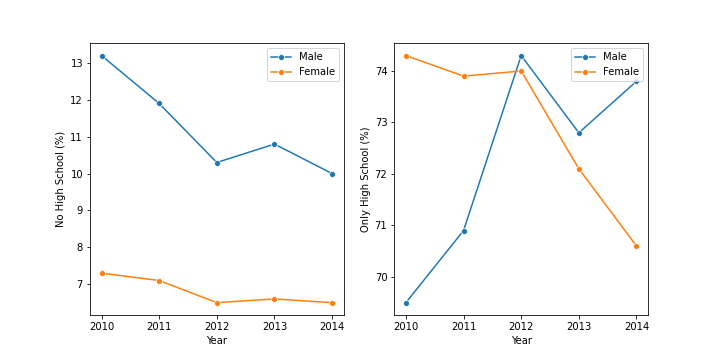 No High School (%)
13
12
11
10
9
8
7
Male
Female
2010 2011 2012 2013 2014
Year
Only High School (%)
74
73
72
71
70
Male
Female
2010 2011 2012 2013 2014
Year